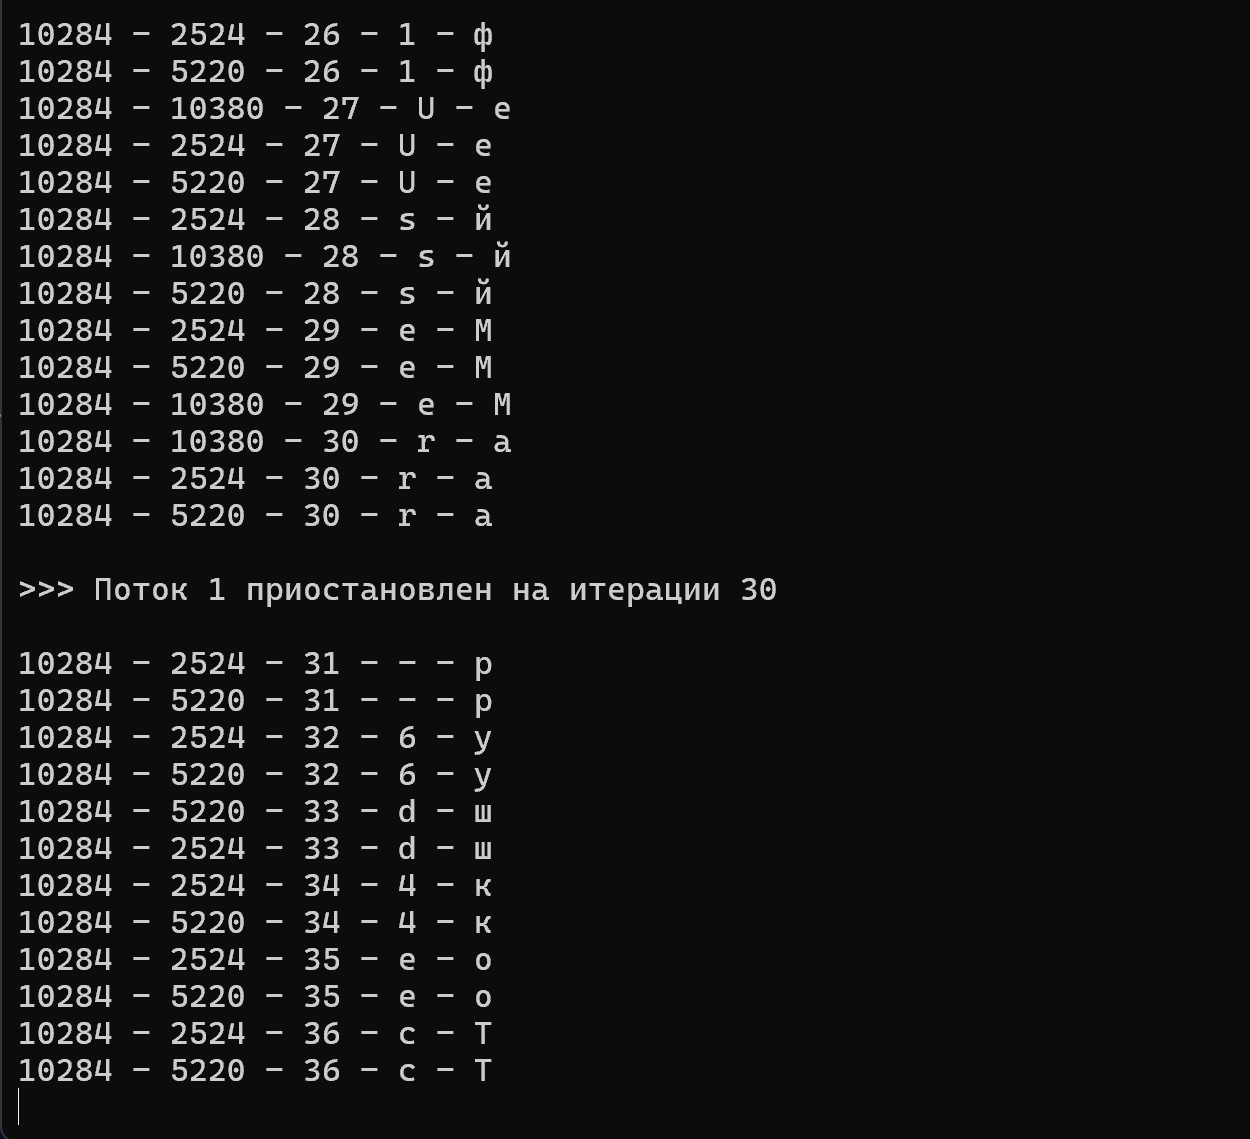 10284 – 2524 – 26 – 1 – ф
10284 – 5220 – 26 – 1 – ф
10284 – 10380 – 27 – U – е
10284 – 2524 – 27 – U – е
10284 – 5220 – 27 – U – е
10284 – 2524 – 28 – s – й
10284 – 10380 – 28 – s – й
10284 – 5220 – 28 – s – й
10284 – 2524 – 29 – e – М
10284 – 5220 – 29 – e – М
10284 – 10380 – 29 – e – М
10284 – 10380 – 30 – r – а
10284 – 2524 – 30 – r – а
10284 – 5220 – 30 – r – а
>>> Поток 1 приостановлен на итерации 30
10284 – 2524 – 31 – – – р
10284 – 5220 – 31 – – – р
10284 – 2524 – 32 – 6 – у
10284 – 5220 – 32 – 6 – у
10284 – 5220 – 33 – d – ш
10284 – 2524 – 33 – d – ш
10284 – 2524 – 34 – 4 – к
10284 – 5220 – 34 – 4 – к
10284 – 2524 – 35 – e – о
10284 – 5220 – 35 – e – о
10284 – 2524 – 36 – c – Т
10284 – 5220 – 36 – c – Т